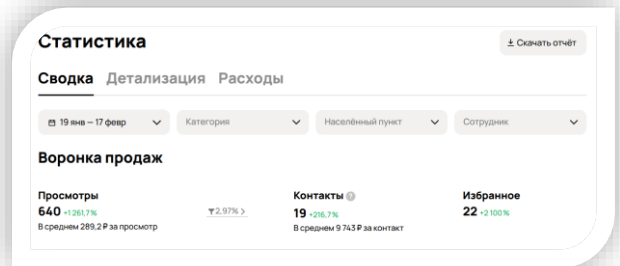 Статистика
Скачать отчёт
Сводка Детализация Расходы
19 янв — 17 февр Категория Населённый пункт Сотрудник
Воронка продаж
Просмотры Контакты Избранное
640 +1 261,7 % 2,97% > 19 +216,7% 22 +2 100 %
В среднем 289,2 ₽ за просмотр В среднем 9 743 ₽ за контакт